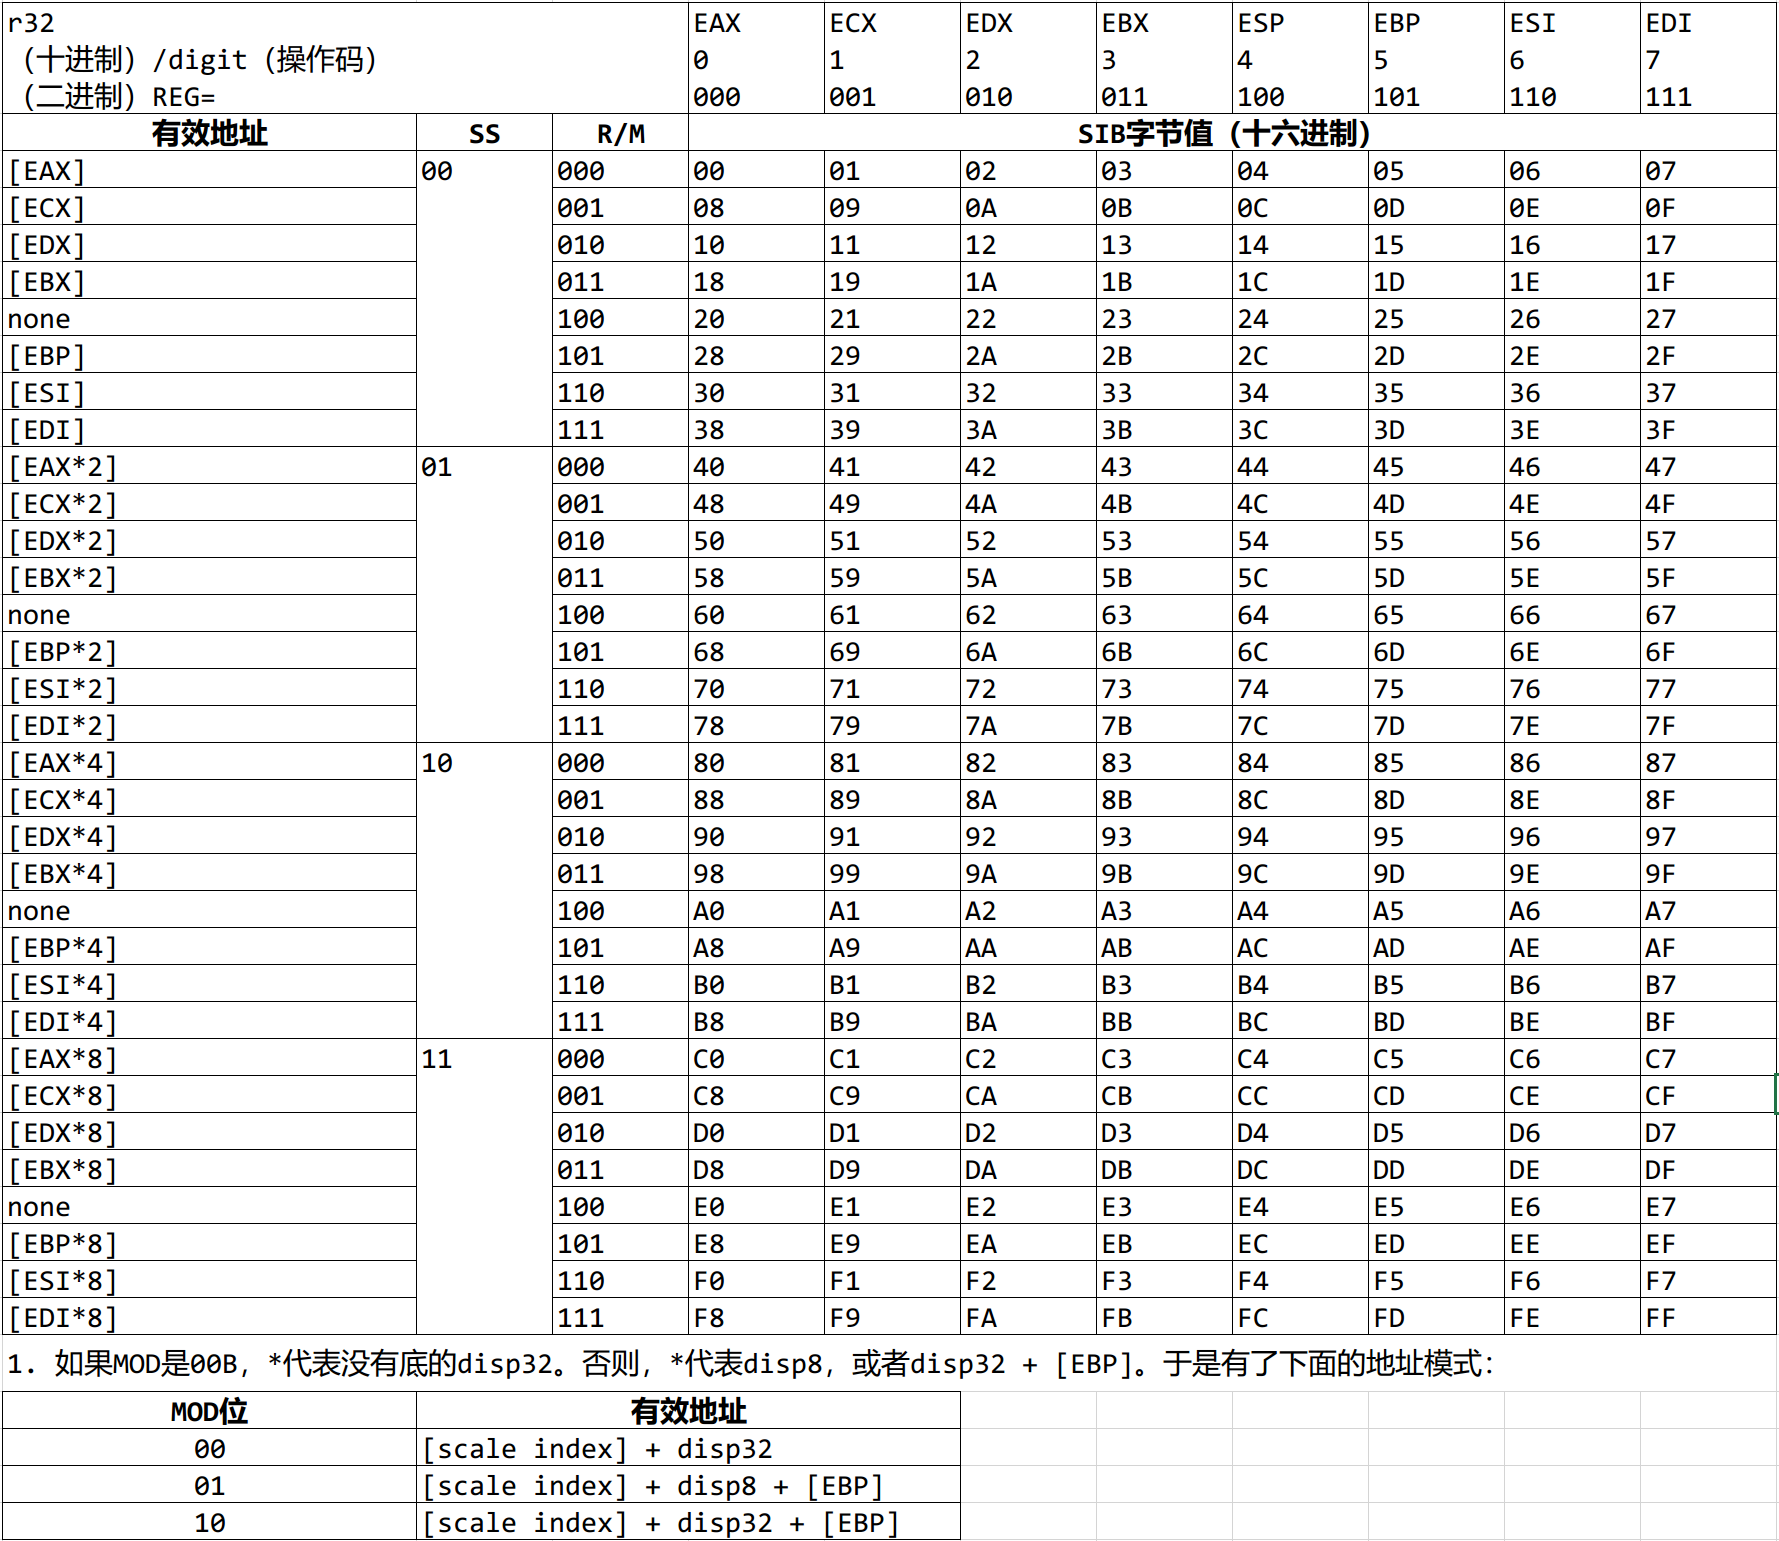 r32 EAX ECX EDX EBX ESP EBP ESI EDI
（十进制）/digit（操作码） 0 1 2 3 4 5 6 7
（二进制）REG= 000 001 010 011 100 101 110 111
有效地址 SS R/M SIB字节值（十六进制）
[EAX] 00 000 00 01 02 03 04 05 06 07
[ECX] 001 08 09 0A 0B 0C 0D 0E 0F
[EDX] 010 10 11 12 13 14 15 16 17
[EBX] 011 18 19 1A 1B 1C 1D 1E 1F
none 100 20 21 22 23 24 25 26 27
[EBP] 101 28 29 2A 2B 2C 2D 2E 2F
[ESI] 110 30 31 32 33 34 35 36 37
[EDI] 111 38 39 3A 3B 3C 3D 3E 3F
[EAX*2] 01 000 40 41 42 43 44 45 46 47
[ECX*2] 001 48 49 4A 4B 4C 4D 4E 4F
[EDX*2] 010 50 51 52 53 54 55 56 57
[EBX*2] 011 58 59 5A 5B 5C 5D 5E 5F
none 100 60 61 62 63 64 65 66 67
[EBP*2] 101 68 69 6A 6B 6C 6D 6E 6F
[ESI*2] 110 70 71 72 73 74 75 76 77
[EDI*2] 111 78 79 7A 7B 7C 7D 7E 7F
[EAX*4] 10 000 80 81 82 83 84 85 86 87
[ECX*4] 001 88 89 8A 8B 8C 8D 8E 8F
[EDX*4] 010 90 91 92 93 94 95 96 97
[EBX*4] 011 98 99 9A 9B 9C 9D 9E 9F
none 100 A0 A1 A2 A3 A4 A5 A6 A7
[EBP*4] 101 A8 A9 AA AB AC AD AE AF
[ESI*4] 110 B0 B1 B2 B3 B4 B5 B6 B7
[EDI*4] 111 B8 B9 BA BB BC BD BE BF
[EAX*8] 11 000 C0 C1 C2 C3 C4 C5 C6 C7
[ECX*8] 001 C8 C9 CA CB CC CD CE CF
[EDX*8] 010 D0 D1 D2 D3 D4 D5 D6 D7
[EBX*8] 011 D8 D9 DA DB DC DD DE DF
none 100 E0 E1 E2 E3 E4 E5 E6 E7
[EBP*8] 101 E8 E9 EA EB EC ED EE EF
[ESI*8] 110 F0 F1 F2 F3 F4 F5 F6 F7
[EDI*8] 111 F8 F9 FA FB FC FD FE FF
1. 如果MOD是00B，*代表没有底的disp32。否则，*代表disp8，或者disp32 + [EBP]。于是有了下面的地址模式：
MOD位 有效地址
00 [scale index] + disp32
01 [scale index] + disp8 + [EBP]
10 [scale index] + disp32 + [EBP]